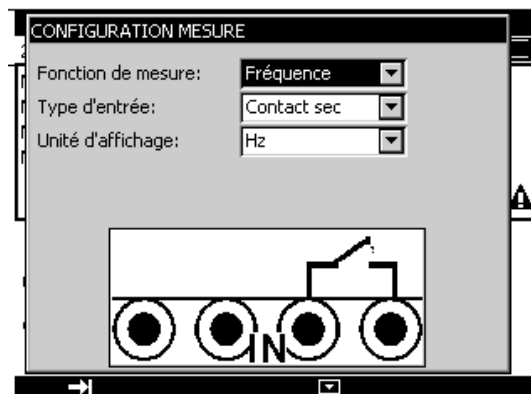 CONFIGURATION MESURE
Fonction de mesure: Fréquence
Type d'entrée: Contact sec
Unité d'affichage: Hz
IN